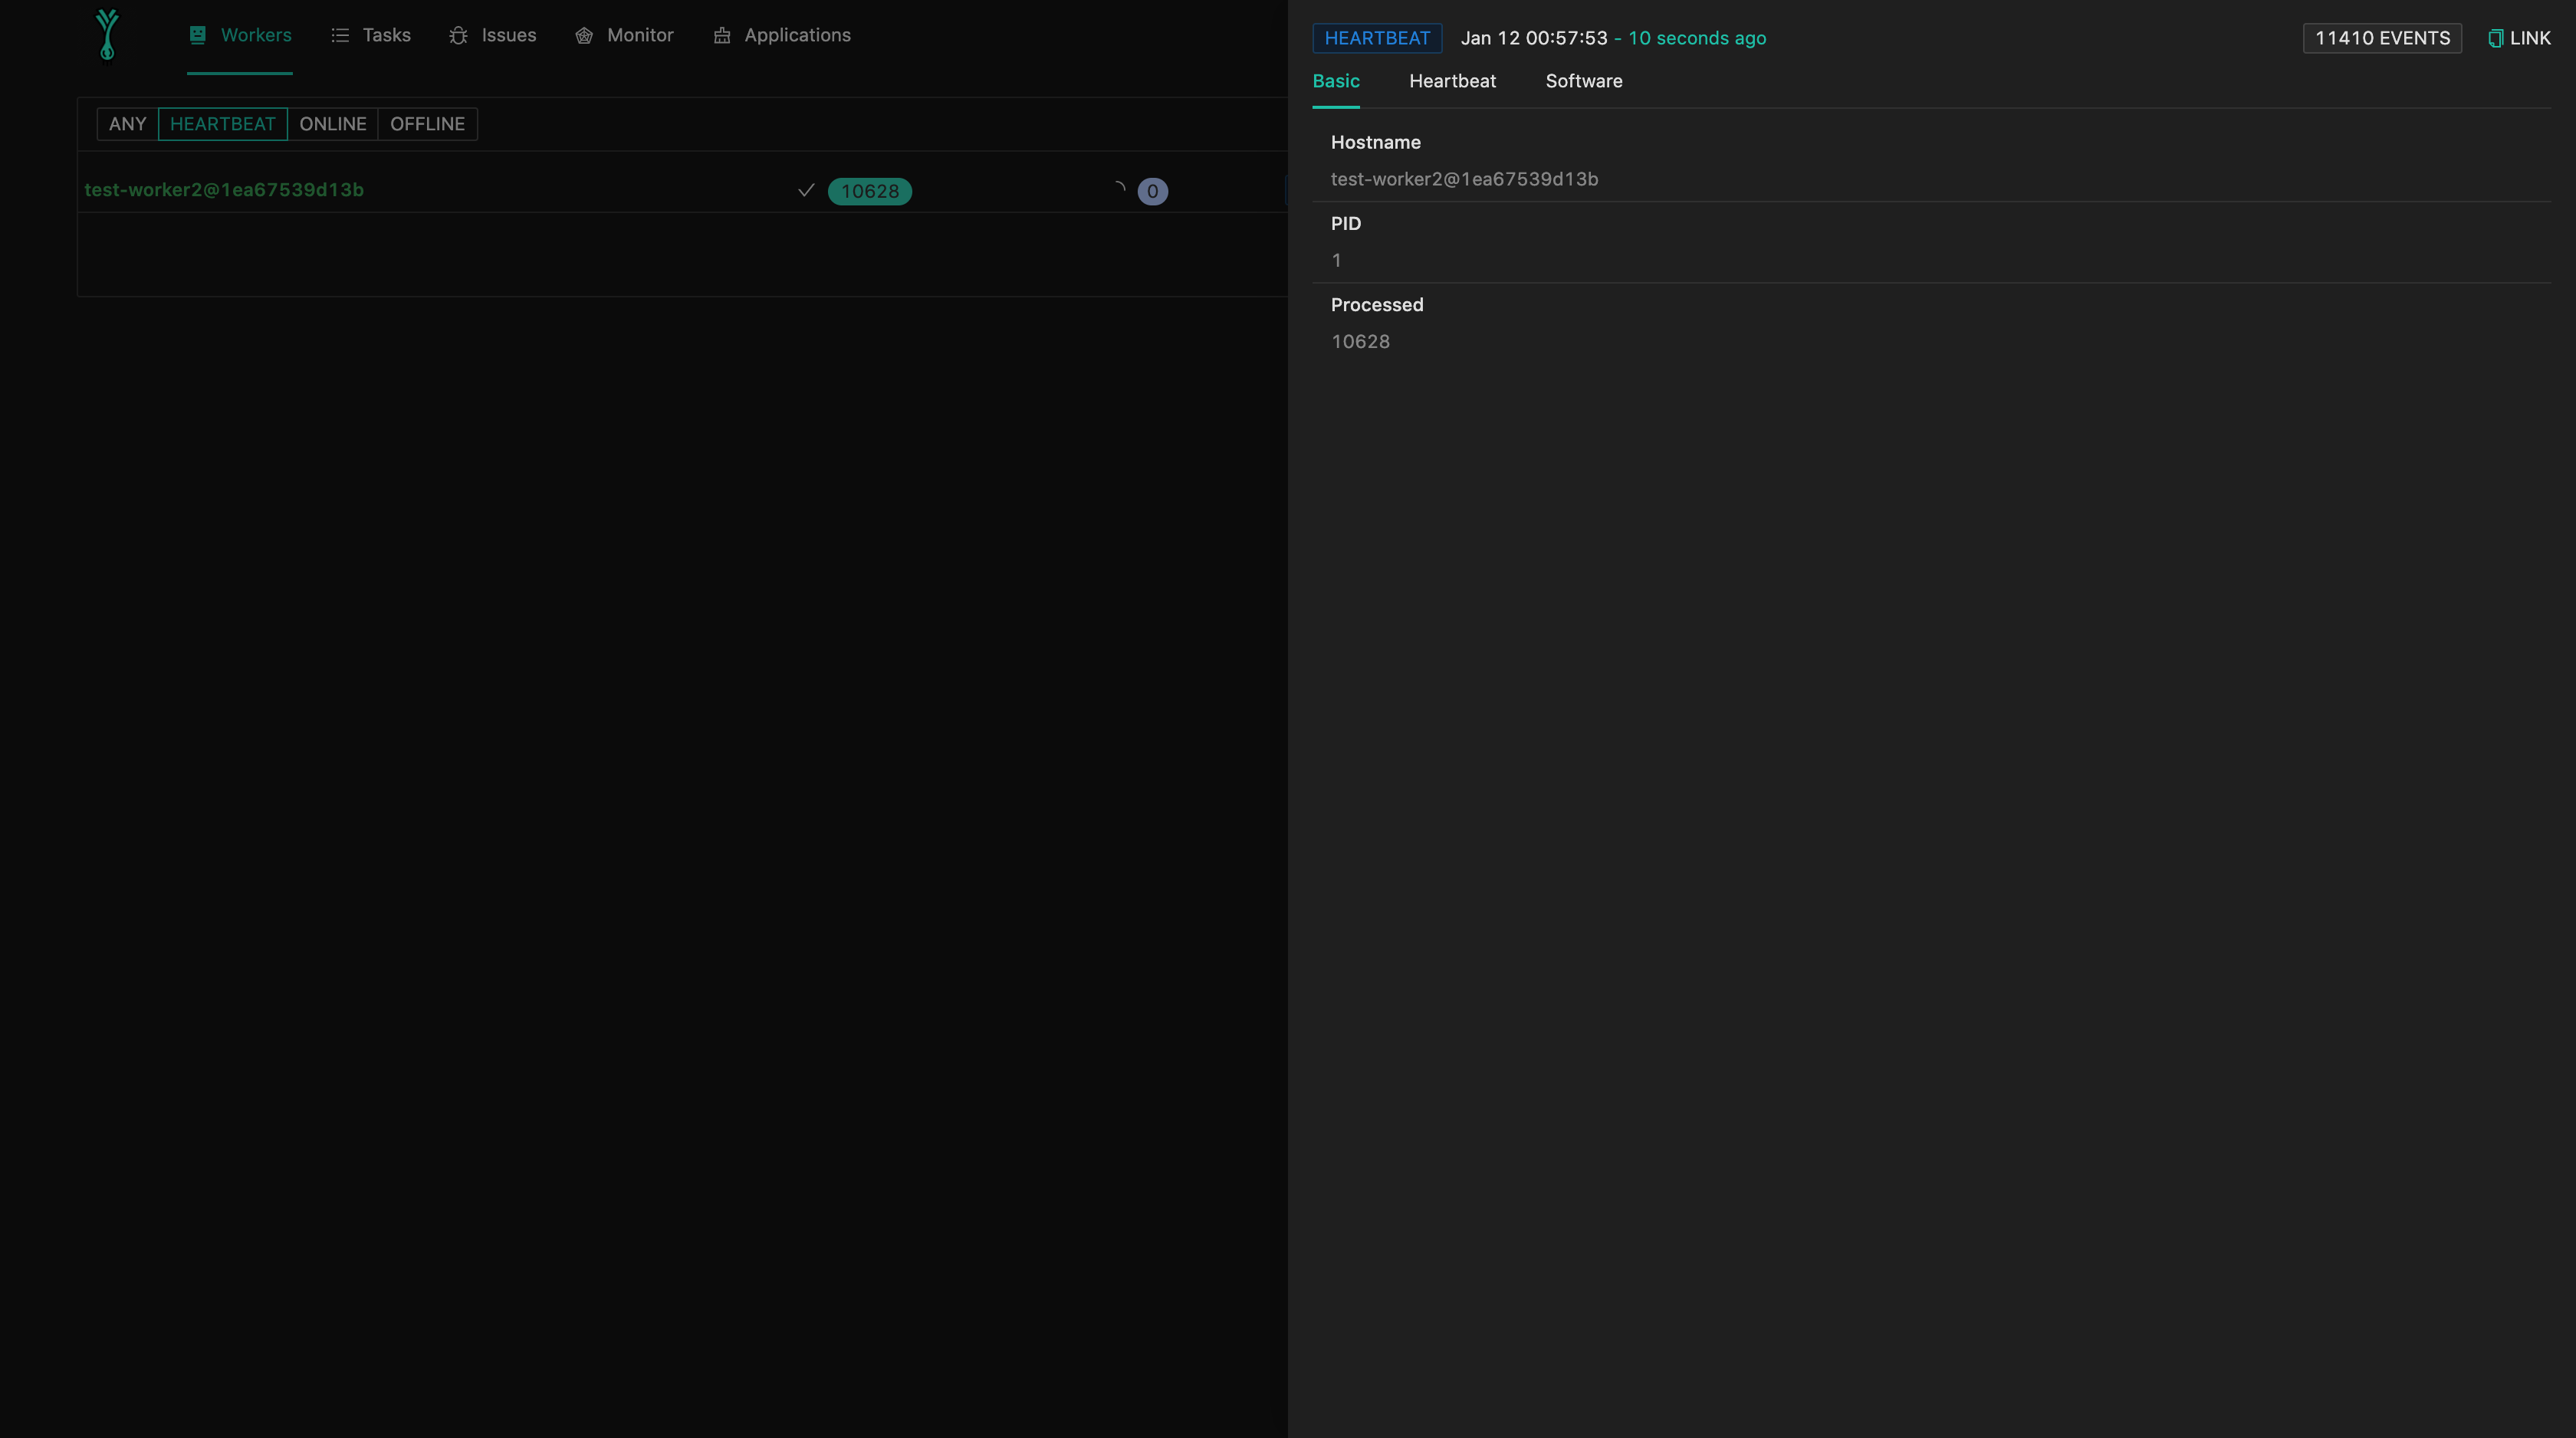 Workers Tasks Issues Monitor Applications
ANY HEARTBEAT ONLINE OFFLINE
test-worker2@1ea67539d13b 10628 0
HEARTBEAT Jan 12 00:57:53 - 10 seconds ago 11410 EVENTS LINK
Basic Heartbeat Software
Hostname
test-worker2@1ea67539d13b
PID
1
Processed
10628